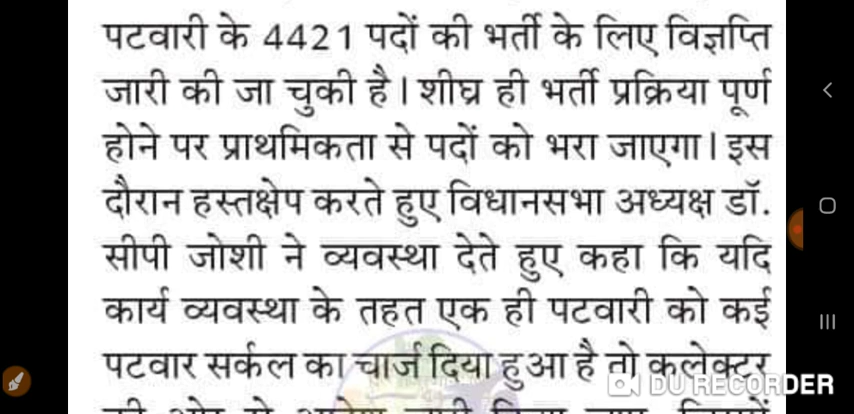 पटवारी के 4421 पदों की भर्ती के लिए विज्ञप्ति
जारी की जा चुकी है। शीघ्र ही भर्ती प्रक्रिया पूर्ण
होने पर प्राथमिकता से पदों को भरा जाएगा। इस
दौरान हस्तक्षेप करते हुए विधानसभा अध्यक्ष डॉ.
सीपी जोशी ने व्यवस्था देते हुए कहा कि यदि
कार्य व्यवस्था के तहत एक ही पटवारी को कई
पटवार सर्कल का चार्ज दिया हुआ है तो कलेक्टर
DU RECORDER